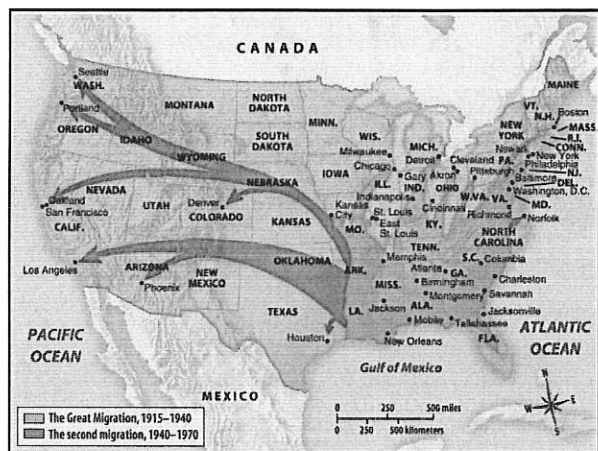 CANADA
Seattle
WASH.
Portland
OREGON
MONTANA
IDAHO
WYOMING
NORTH
DAKOTA
SOUTH
DAKOTA
NEBRASKA
MINN.
WIS.
Milwaukee
Chicago
IOWA
MICH.
Detroit
Gary
ILL.
IND.
Indianapolis
OHIO
Cleveland
Akron
Pittsburgh
PA.
NEW
YORK
VT.
N.H.
MAINE
Boston
MASS.
R.I.
CONN.
Newark
New York
Philadelphia
N.J.
Baltimore
DEL.
Washington, D.C.
MD.
W.VA.
VA.
Richmond
Norfolk
Cincinnati
KY.
NEVADA
Oakland
San Francisco
CALIF.
UTAH
Denver
COLORADO
KANSAS
Kansas
City
MO.
St. Louis
East
St. Louis
Los Angeles
ARIZONA
Phoenix
NEW
MEXICO
OKLAHOMA
ARK.
TENN.
Memphis
NORTH
CAROLINA
S.C.
Columbia
Atlanta
GA.
Charleston
Birmingham
MISS.
ALA.
Montgomery
Savannah
TEXAS
LA.
Jackson
Mobile
Jacksonville
Tallahassee
FLA.
Houston
New Orleans
PACIFIC
OCEAN
ATLANTIC
OCEAN
Gulf of Mexico
MEXICO
The Great Migration, 1915–1940
The second migration, 1940–1970
0 250 500 miles
0 250 500 kilometers
N
W
E
S